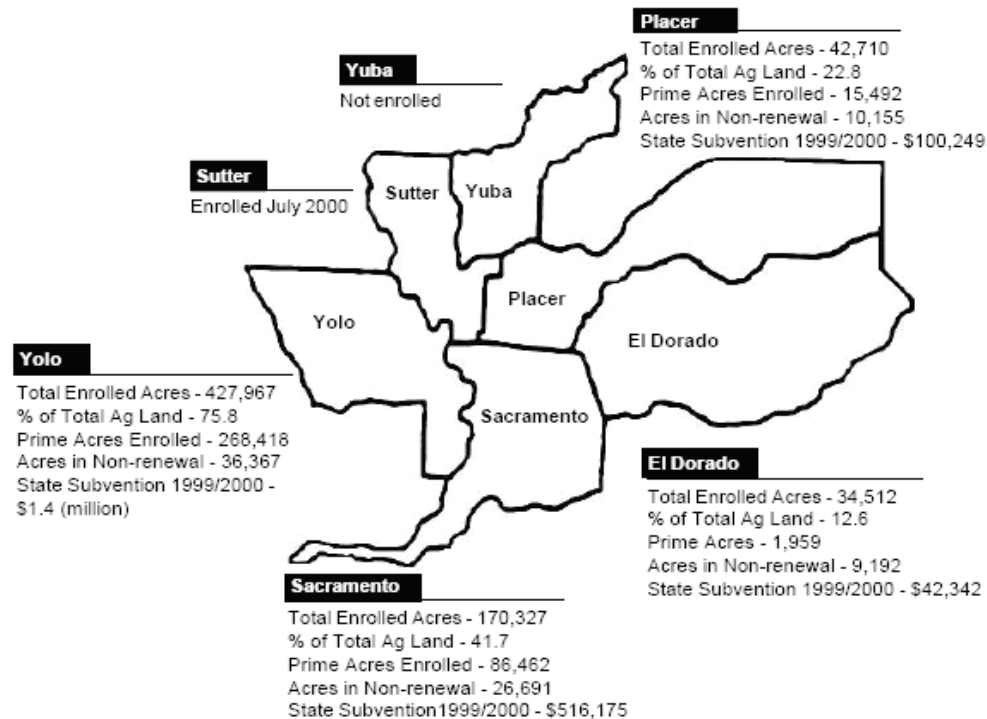 Placer
Total Enrolled Acres - 42,710
% of Total Ag Land - 22.8
Prime Acres Enrolled - 15,492
Acres in Non-renewal - 10,155
State Subvention 1999/2000 - $100,249
Yuba
Not enrolled
Sutter
Enrolled July 2000
Sutter
Yuba
Placer
Yolo
El Dorado
Sacramento
Yolo
Total Enrolled Acres - 427,967
% of Total Ag Land - 75.8
Prime Acres Enrolled - 268,418
Acres in Non-renewal - 36,367
State Subvention 1999/2000 -
$1.4 (million)
El Dorado
Total Enrolled Acres - 34,512
% of Total Ag Land - 12.6
Prime Acres - 1,959
Acres in Non-renewal - 9,192
State Subvention 1999/2000 - $42,342
Sacramento
Total Enrolled Acres - 170,327
% of Total Ag Land - 41.7
Prime Acres Enrolled - 86,462
Acres in Non-renewal - 26,691
State Subvention1999/2000 - $516,175